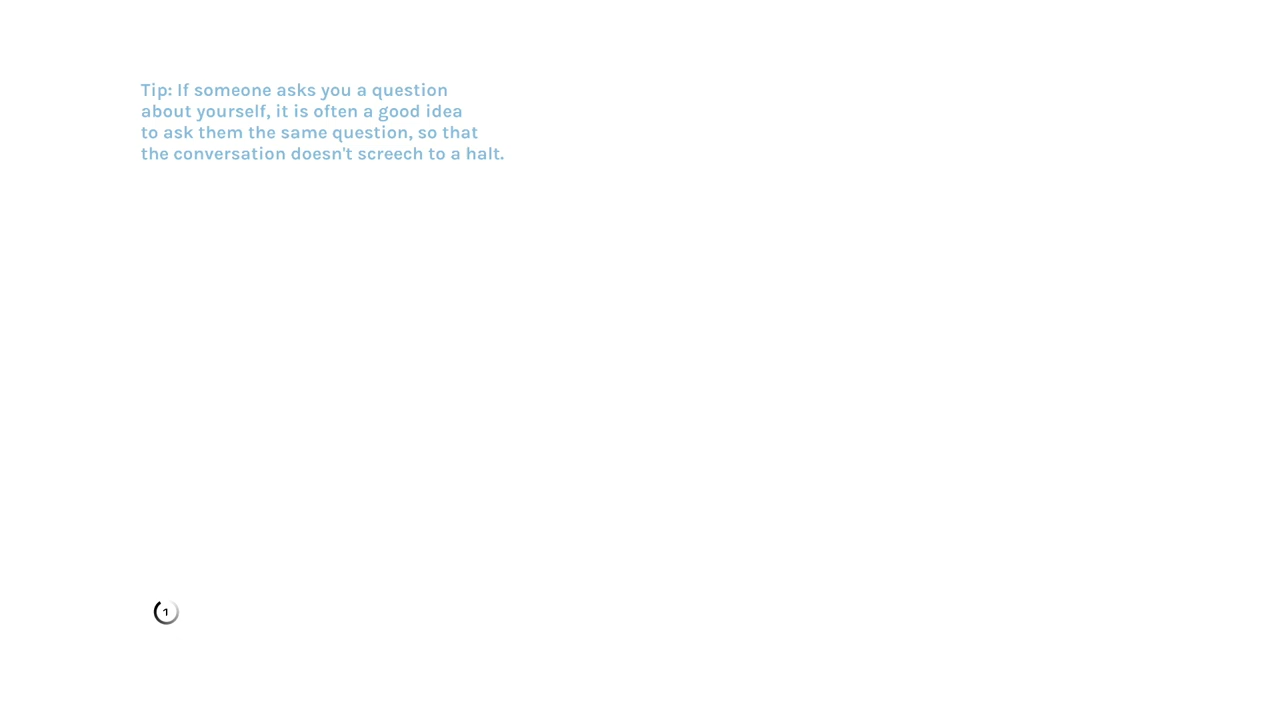 Tip: If someone asks you a question
about yourself, it is often a good idea
to ask them the same question, so that
the conversation doesn't screech to a halt.
1